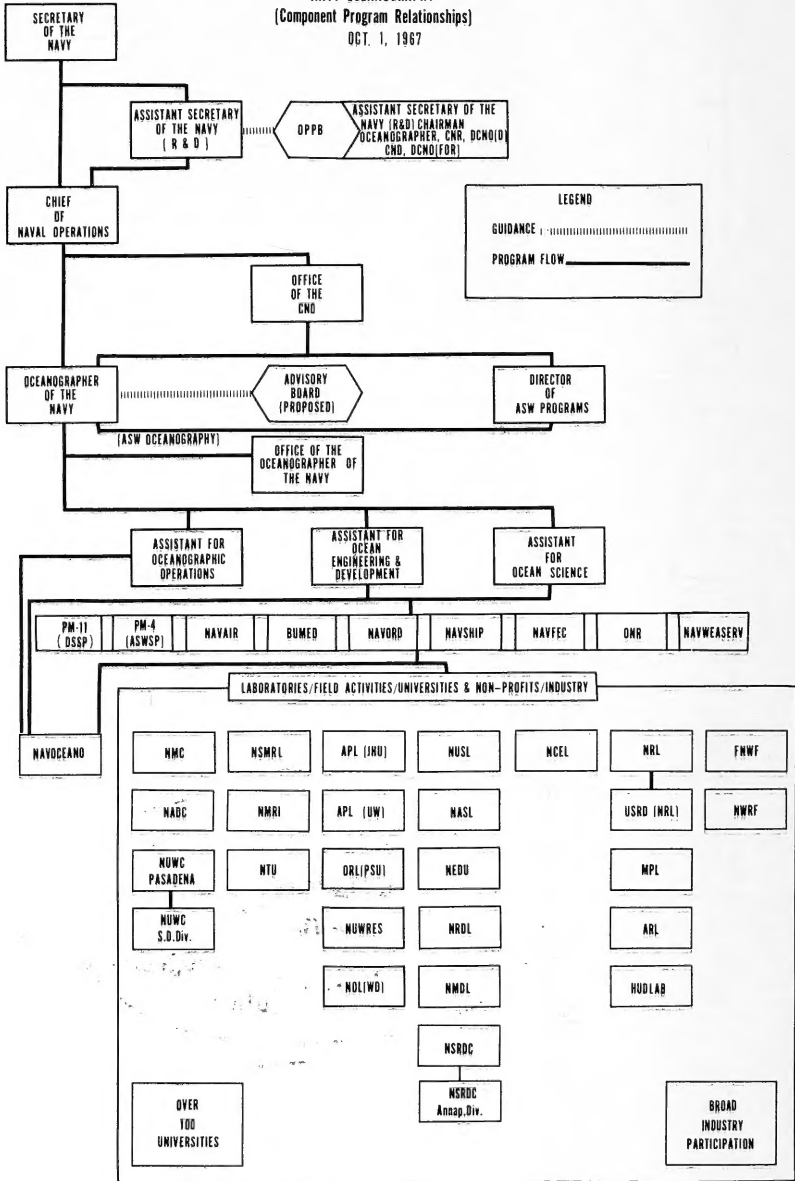 (Component Program Relationships)
OCT. 1, 1967
SECRETARY
OF THE
NAVY
ASSISTANT SECRETARY
OF THE NAVY
( R & D )
OPPB
ASSISTANT SECRETARY OF THE
NAVY (R&D) CHAIRMAN
OCEANOGRAPHER, CNR, DCNO(D)
CND, DCNO(FOR)
CHIEF
OF
NAVAL OPERATIONS
LEGEND
GUIDANCE
PROGRAM FLOW
OFFICE
OF THE
CNO
OCEANOGRAPHER
OF THE
NAVY
ADVISORY
BOARD
(PROPOSED)
DIRECTOR
OF
ASW PROGRAMS
(ASW OCEANOGRAPHY)
OFFICE OF THE
OCEANOGRAPHER OF
THE NAVY
ASSISTANT FOR
OCEANOGRAPHIC
OPERATIONS
ASSISTANT FOR
OCEAN
ENGINEERING &
DEVELOPMENT
ASSISTANT
FOR
OCEAN SCIENCE
PM-11
(DSSP)
PM-4
(ASWSP)
NAVAIR
BUMED
NAVORD
NAVSHIP
NAVFEC
ONR
NAVWEASERV
LABORATORIES/FIELD ACTIVITIES/UNIVERSITIES & NON-PROFITS/INDUSTRY
NAVOCEANO
NMC
NSMRL
APL (JHU)
NUSL
NCEL
NRL
FNWF
NABC
NMRI
APL (UW)
NASL
USRD (NRL)
NWRF
NUWC
PASADENA
NTU
ORL(PSU)
NEDU
MPL
NUWC
S.D.Div.
NUWRES
NRDL
ARL
NOL(WD)
NMDL
HUDLAB
NSRDC
NSRDC
Annap,Div.
OVER
100
UNIVERSITIES
BROAD
INDUSTRY
PARTICIPATION